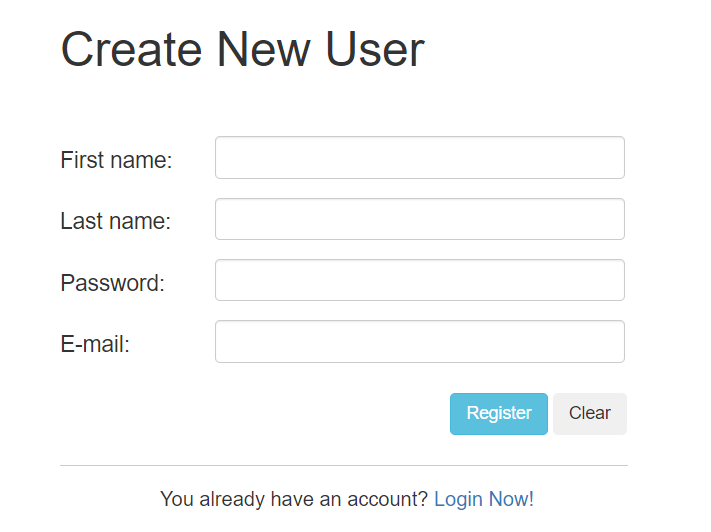 Create New User
First name:
Last name:
Password:
E-mail:
Register Clear
You already have an account? Login Now!